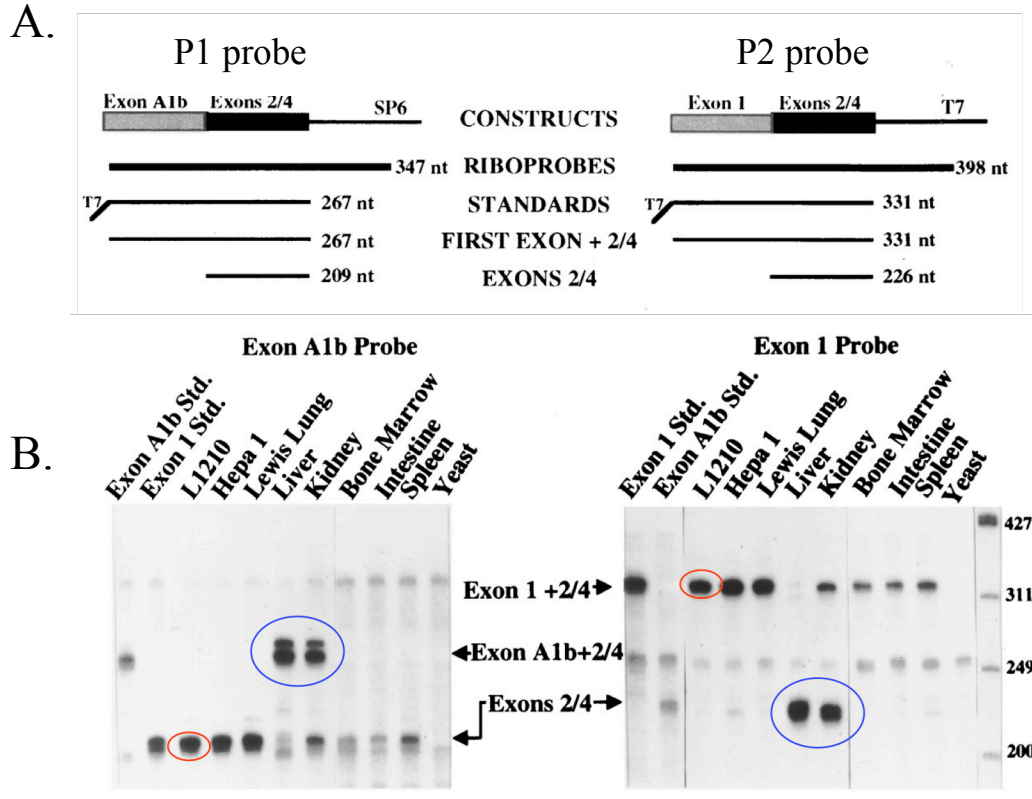 A.
P1 probe
P2 probe
Exon A1b
Exons 2/4
SP6
CONSTRUCTS
Exon 1
Exons 2/4
T7
347 nt
RIBOPROBES
398 nt
T7
267 nt
STANDARDS
T7
331 nt
267 nt
FIRST EXON + 2/4
331 nt
209 nt
EXONS 2/4
226 nt
B.
Exon A1b Probe
Exon 1 Probe
Exon A1b Std.
Exon 1 Std.
L1210
Hepa 1
Lewis Lung
Liver
Kidney
Bone Marrow
Intestine
Spleen
Yeast
Exon 1 Std.
Exon A1b Std.
L1210
Hepa 1
Lewis Lung
Liver
Kidney
Bone Marrow
Intestine
Spleen
Yeast
Exon 1 +2/4
Exon A1b+2/4
Exons 2/4
427
311
249
200